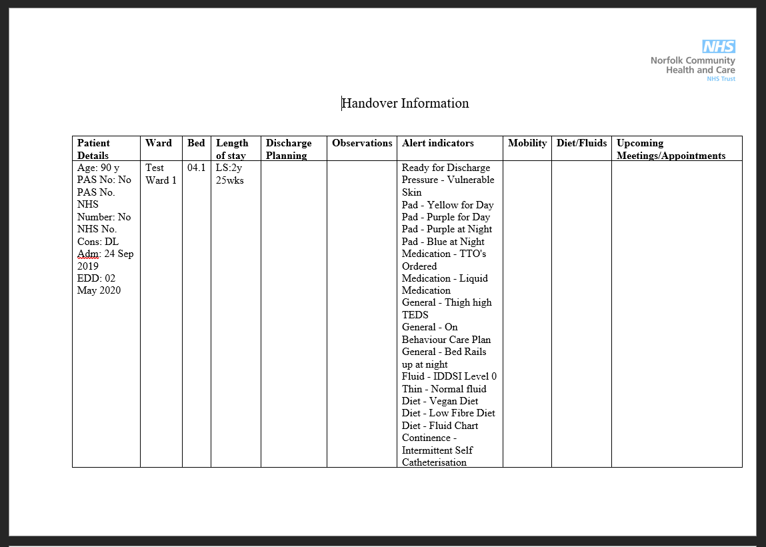 NHS
Norfolk Community
Health and Care
NHS Trust
Handover Information
Patient Details
Ward
Bed
Length of stay
Discharge Planning
Observations
Alert indicators
Mobility
Diet/Fluids
Upcoming Meetings/Appointments
Age: 90 y
PAS No: No
PAS No.
NHS
Number: No
NHS No.
Cons: DL
Adm: 24 Sep
2019
EDD: 02
May 2020
Test
Ward 1
04.1
LS:2y
25wks
Ready for Discharge
Pressure - Vulnerable
Skin
Pad - Yellow for Day
Pad - Purple for Day
Pad - Purple at Night
Pad - Blue at Night
Medication - TTO's
Ordered
Medication - Liquid
Medication
General - Thigh high
TEDS
General - On
Behaviour Care Plan
General - Bed Rails
up at night
Fluid - IDDSI Level 0
Thin - Normal fluid
Diet - Vegan Diet
Diet - Low Fibre Diet
Diet - Fluid Chart
Continence -
Intermittent Self
Catheterisation